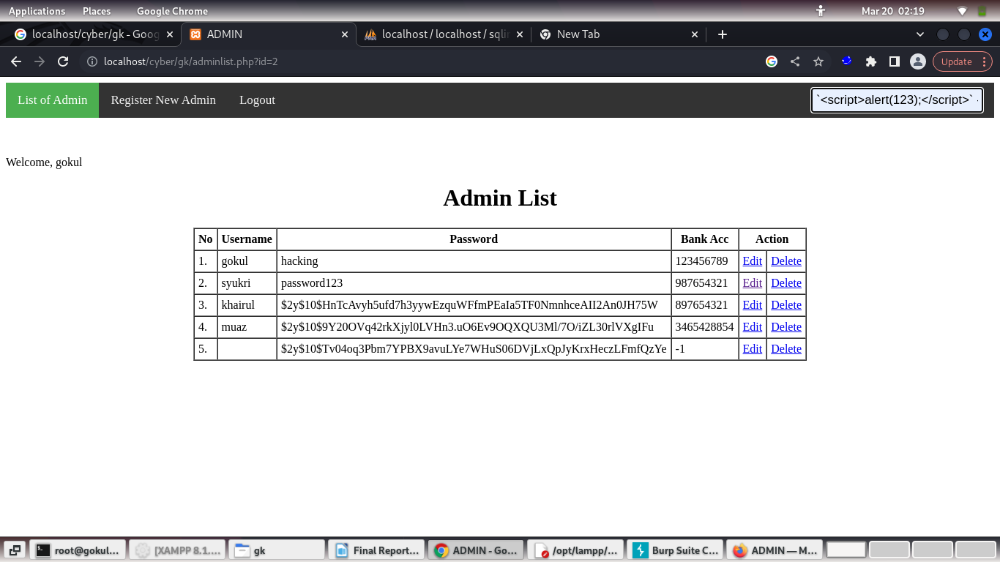 Applications Places Google Chrome Mar 20 02:19
localhost/cyber/gk - Goog ADMIN localhost / localhost / sqli New Tab
localhost/cyber/gk/adminlist.php?id=2 Update
List of Admin Register New Admin Logout `<script>alert(123);</script>` -
Welcome, gokul
Admin List
No Username Password Bank Acc Action
1. gokul hacking 123456789 Edit Delete
2. syukri password123 987654321 Edit Delete
3. khairul $2y$10$HnTcAvyh5ufd7h3yywEzquWFfmPEaIa5TF0NmnhceAII2An0JH75W 897654321 Edit Delete
4. muaz $2y$10$9Y20OVq42rkXjyl0LVHn3.uO6Ev9OQXQU3Ml/7O/iZL30rlVXgIFu 3465428854 Edit Delete
5. $2y$10$Tv04oq3Pbm7YPBX9avuLYe7WHuS06DVjLxQpJyKrxHeczLFmfQzYe -1 Edit Delete
root@gokul... [XAMPP 8.1.... gk Final Report... ADMIN - Go... /opt/lampp/... Burp Suite C... ADMIN — M...